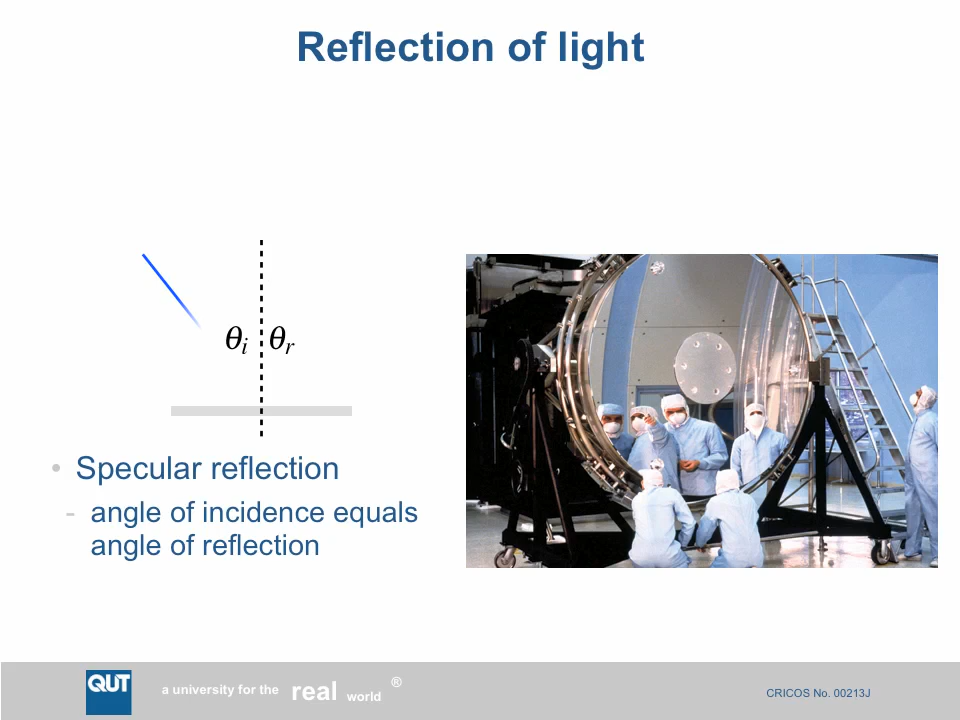 Reflection of light
θi θr
• Specular reflection
- angle of incidence equals
angle of reflection
QUT
a university for the real world ®
CRICOS No. 00213J